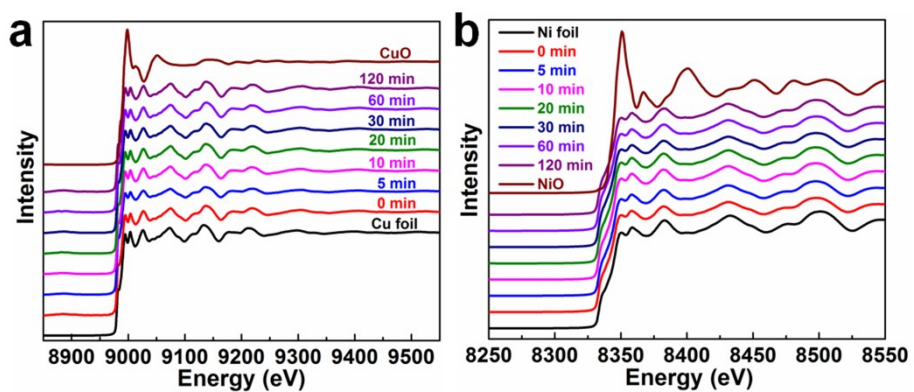 a
CuO
120 min
60 min
30 min
20 min
10 min
5 min
0 min
Cu foil
Intensity
8900 9000 9100 9200 9300 9400 9500
Energy (eV)
b
Ni foil
0 min
5 min
10 min
20 min
30 min
60 min
120 min
NiO
Intensity
8250 8300 8350 8400 8450 8500 8550
Energy (eV)